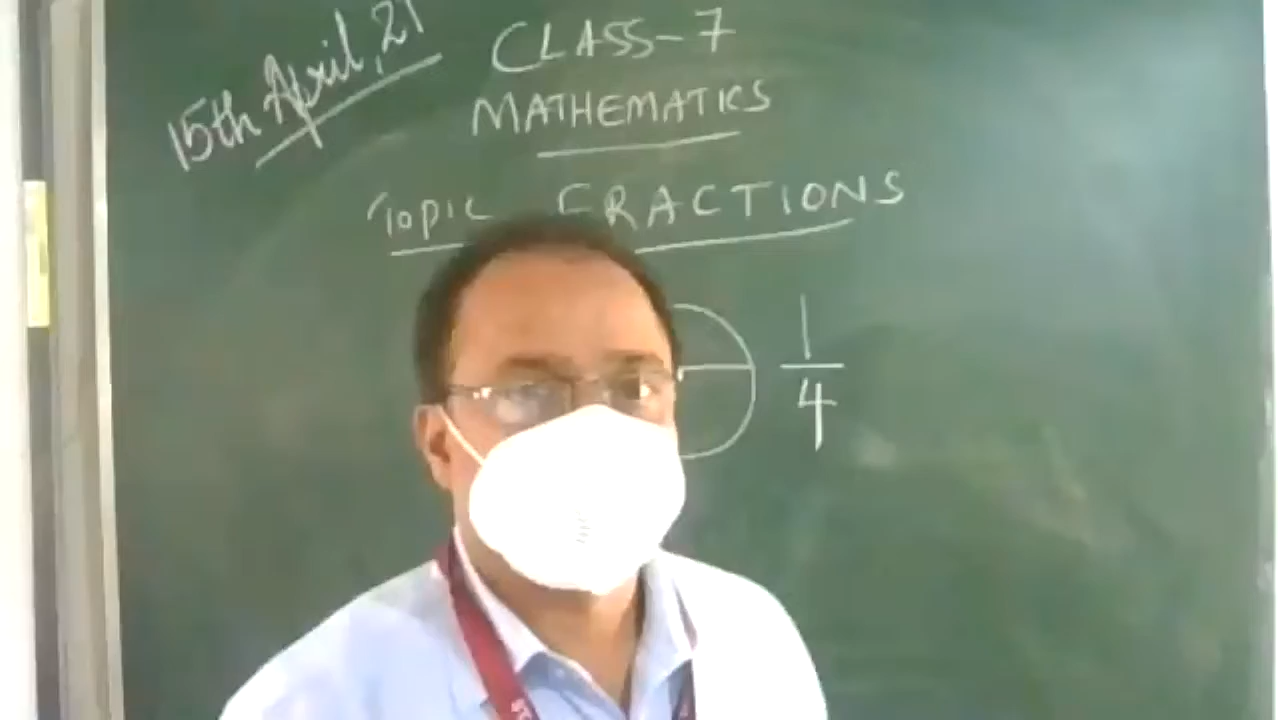 15th April, 21
CLASS-7
MATHEMATICS
TOPIC FRACTIONS
1
4